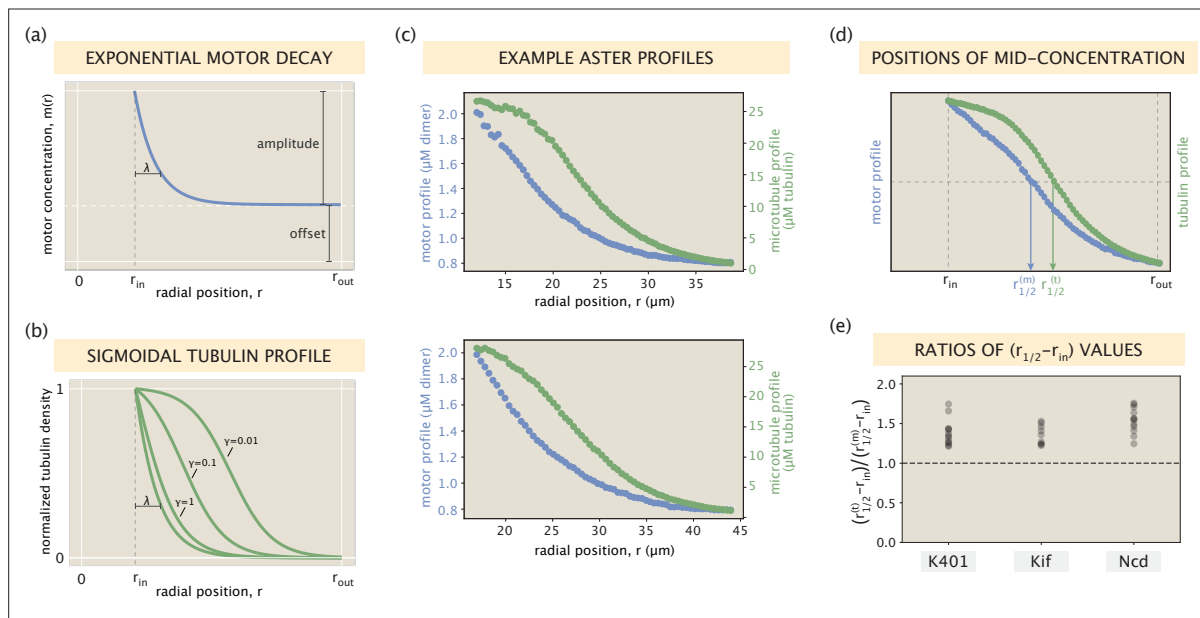 (a)
EXPONENTIAL MOTOR DECAY
motor concentration, m(r)
amplitude
λ
offset
0
r_in
r_out
radial position, r
(b)
SIGMOIDAL TUBULIN PROFILE
normalized tubulin density
1
0
γ=0.01
γ=0.1
γ=1
λ
0
r_in
r_out
radial position, r
(c)
EXAMPLE ASTER PROFILES
motor profile (μM dimer)
2.0
1.8
1.6
1.4
1.2
1.0
0.8
25
20
15
10
5
0
microtubule profile
(μM tubulin)
15
20
25
30
35
radial position, r (μm)
motor profile (μM dimer)
2.0
1.8
1.6
1.4
1.2
1.0
0.8
25
20
15
10
5
0
microtubule profile
(μM tubulin)
20
25
30
35
40
45
radial position, r (μm)
(d)
POSITIONS OF MID-CONCENTRATION
motor profile
tubulin profile
r_in
r_1/2^(m)
r_1/2^(t)
r_out
(e)
RATIOS OF (r_1/2−r_in) VALUES
(r_1/2^(t)−r_in)/(r_1/2^(m)−r_in)
2.0
1.5
1.0
0.5
0.0
K401
Kif
Ncd